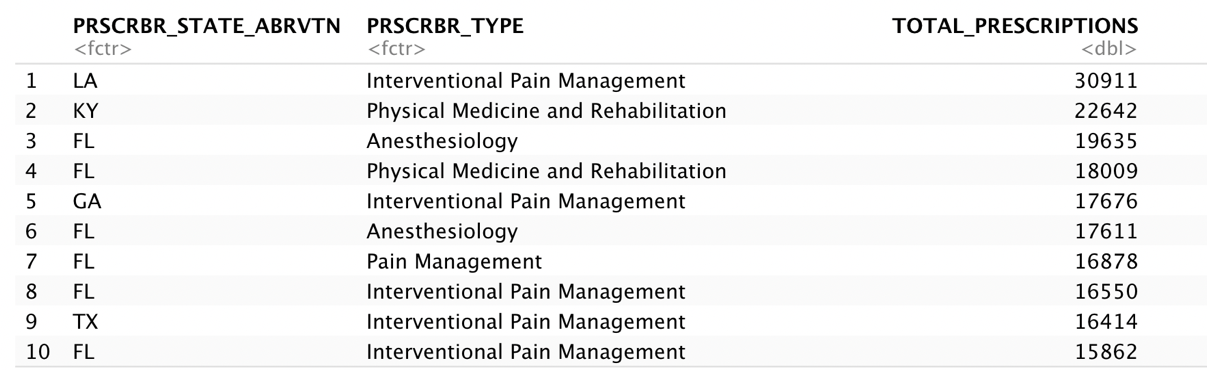 PRSCRBR_STATE_ABRVTN PRSCRBR_TYPE TOTAL_PRESCRIPTIONS
<fctr> <fctr> <dbl>
1 LA Interventional Pain Management 30911
2 KY Physical Medicine and Rehabilitation 22642
3 FL Anesthesiology 19635
4 FL Physical Medicine and Rehabilitation 18009
5 GA Interventional Pain Management 17676
6 FL Anesthesiology 17611
7 FL Pain Management 16878
8 FL Interventional Pain Management 16550
9 TX Interventional Pain Management 16414
10 FL Interventional Pain Management 15862